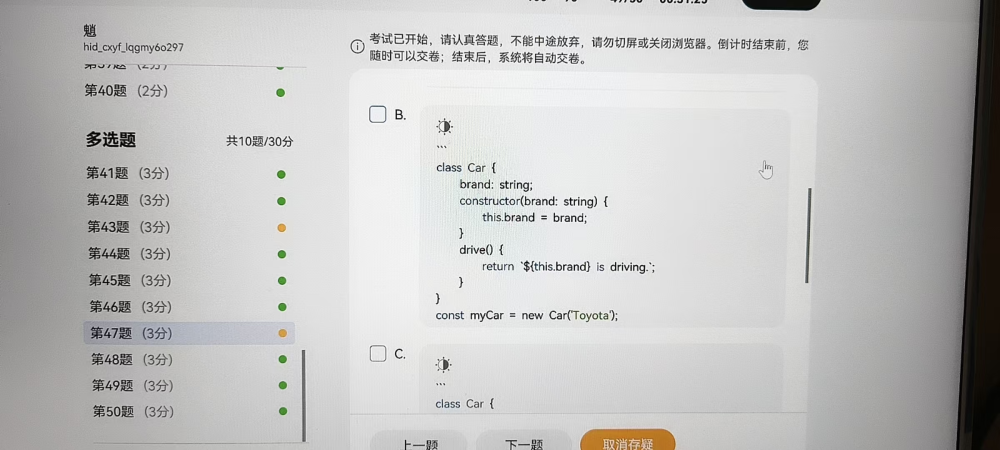 魈
hid_cxyf_lqgmy6o297
考试已开始，请认真答题，不能中途放弃，请勿切屏或关闭浏览器。倒计时结束前，您
随时可以交卷；结束后，系统将自动交卷。
第40题 (2分)
多选题 共10题/30分
第41题 (3分)
第42题 (3分)
第43题 (3分)
第44题 (3分)
第45题 (3分)
第46题 (3分)
第47题 (3分)
第48题 (3分)
第49题 (3分)
第50题 (3分)
B.
```
class Car {
brand: string;
constructor(brand: string) {
this.brand = brand;
}
drive() {
return `${this.brand} is driving.`;
}
}
const myCar = new Car('Toyota');
C.
```
class Car {
上一题
下一题
取消存疑